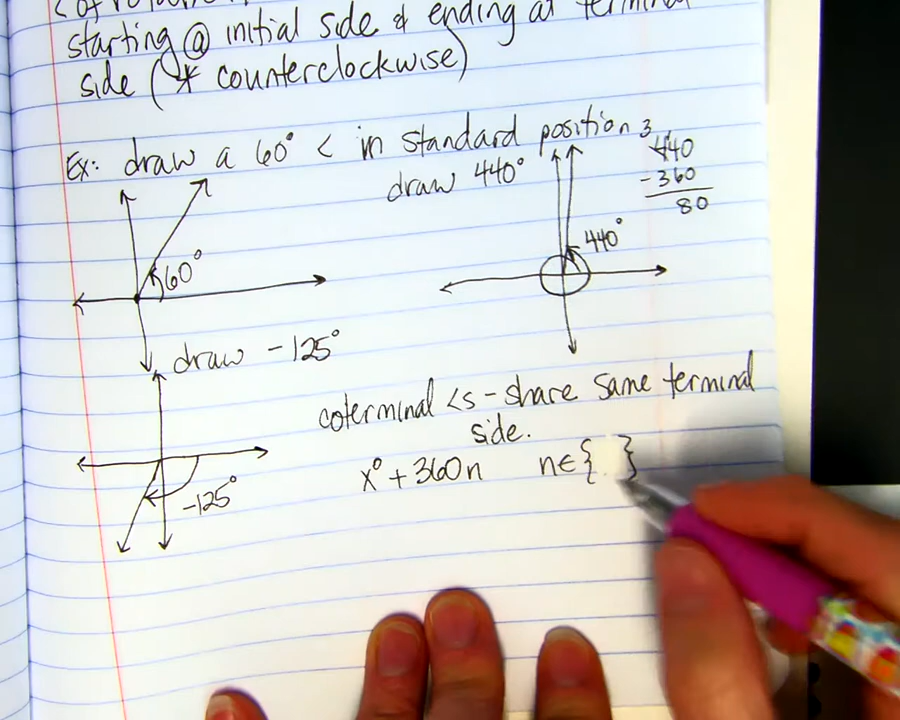 starting @ initial side & ending at terminal
side (* counterclockwise)
Ex: draw a 60° < in standard position
draw 440°
3
440
-360
80
60°
440°
draw -125°
-125°
coterminal <s - share same terminal
side.
x° + 360n n∈{ }